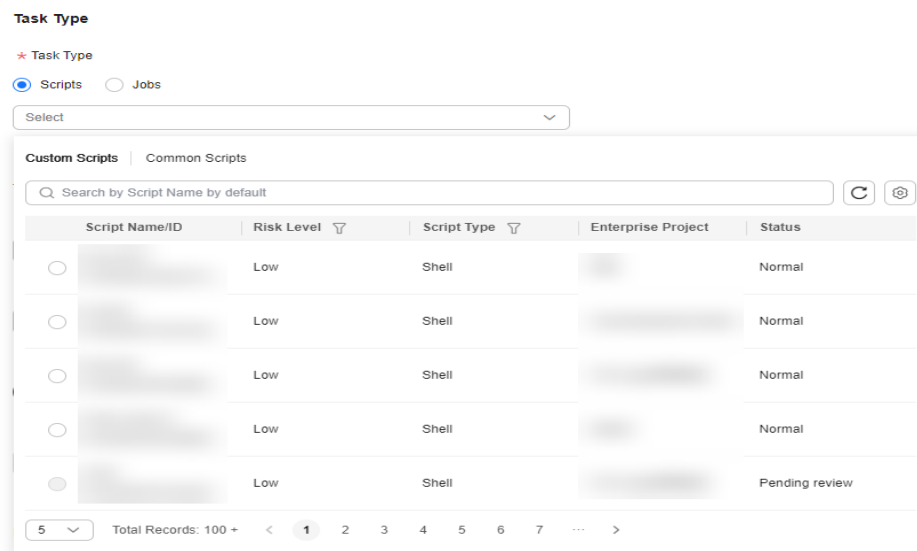 Task Type
* Task Type
Scripts Jobs
Select
Custom Scripts Common Scripts
Search by Script Name by default
Script Name/ID Risk Level Script Type Enterprise Project Status
Low Shell Normal
Low Shell Normal
Low Shell Normal
Low Shell Normal
Low Shell Pending review
5 Total Records: 100 + < 1 2 3 4 5 6 7 ... >